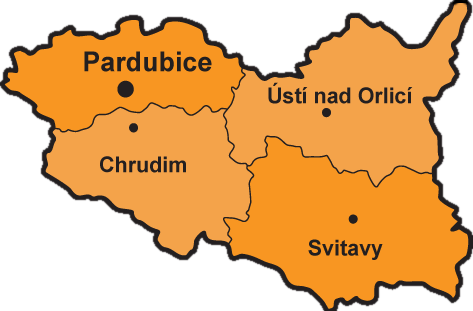 Pardubice
Ústí nad Orlicí
Chrudim
Svitavy